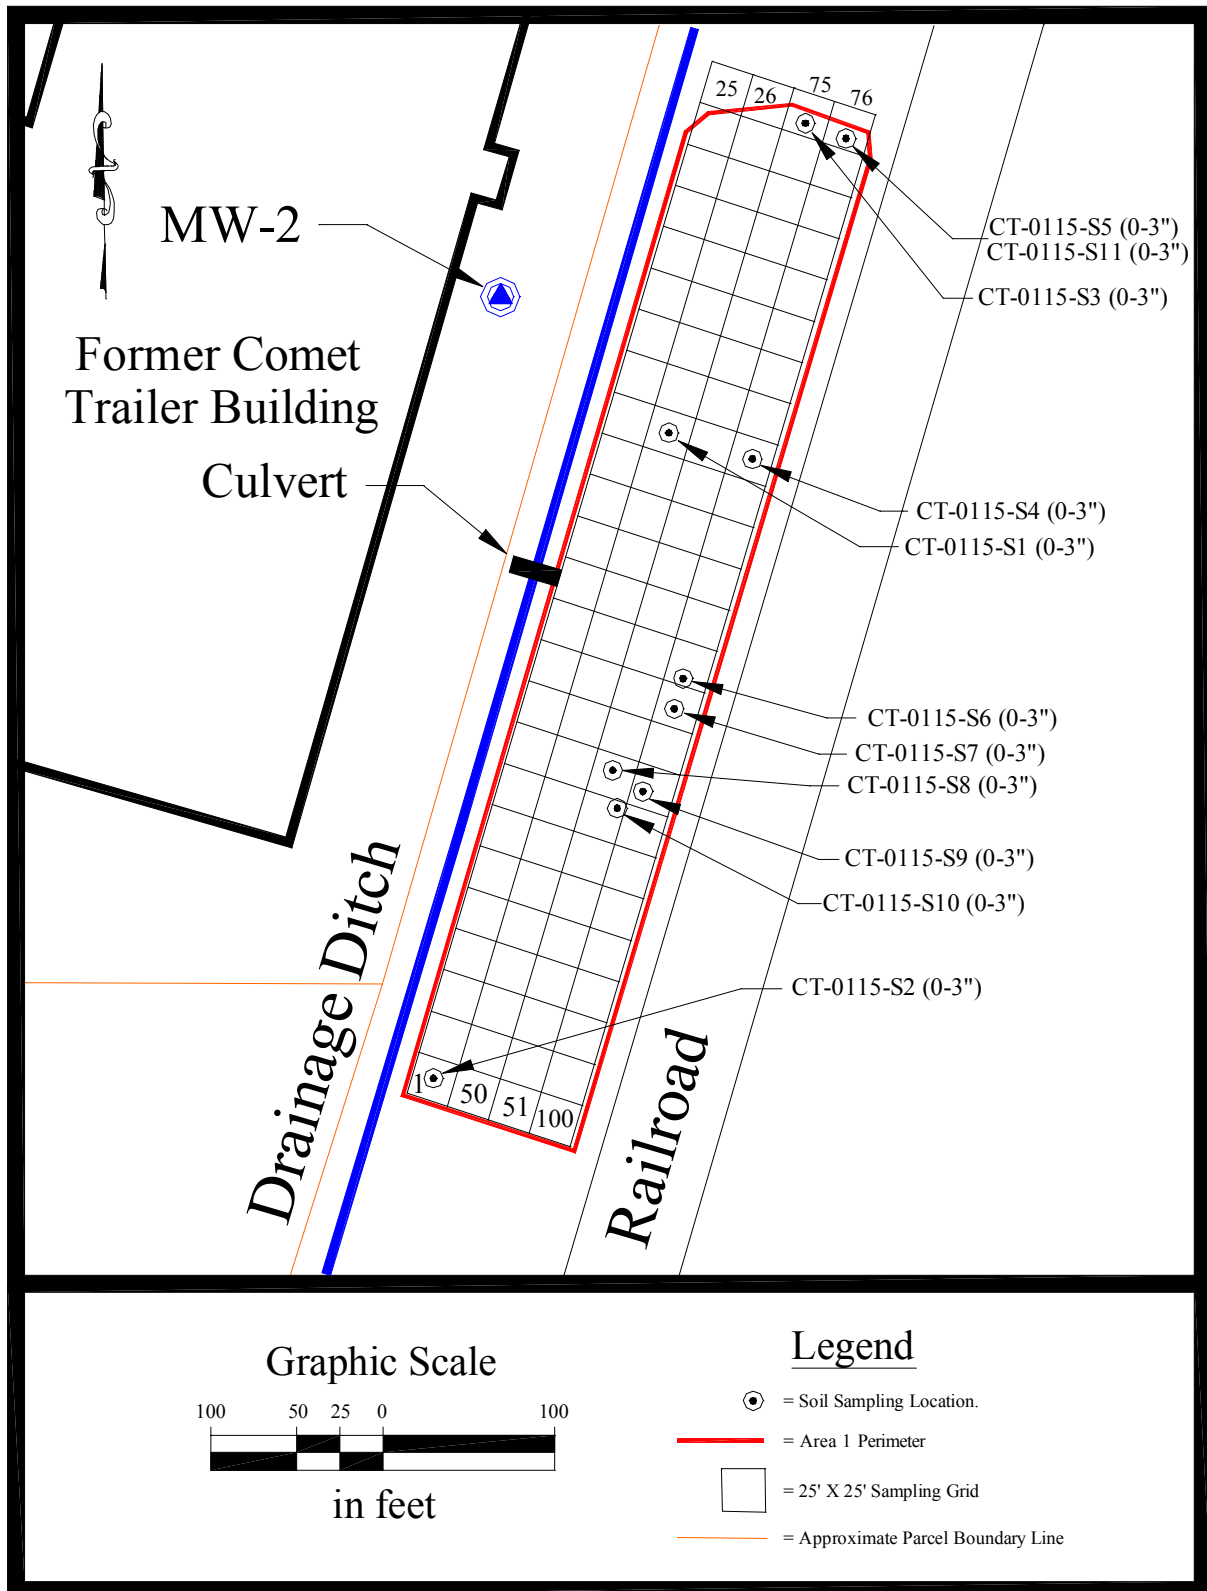 25 26 75 76
MW-2
CT-0115-S5 (0-3")
CT-0115-S11 (0-3")
CT-0115-S3 (0-3")
Former Comet
Trailer Building
Culvert
CT-0115-S4 (0-3")
CT-0115-S1 (0-3")
CT-0115-S6 (0-3")
CT-0115-S7 (0-3")
CT-0115-S8 (0-3")
CT-0115-S9 (0-3")
CT-0115-S10 (0-3")
CT-0115-S2 (0-3")
Drainage Ditch
1 50 51 100
Railroad
Graphic Scale
100 50 25 0 100
in feet
Legend
= Soil Sampling Location.
= Area 1 Perimeter
= 25' X 25' Sampling Grid
= Approximate Parcel Boundary Line